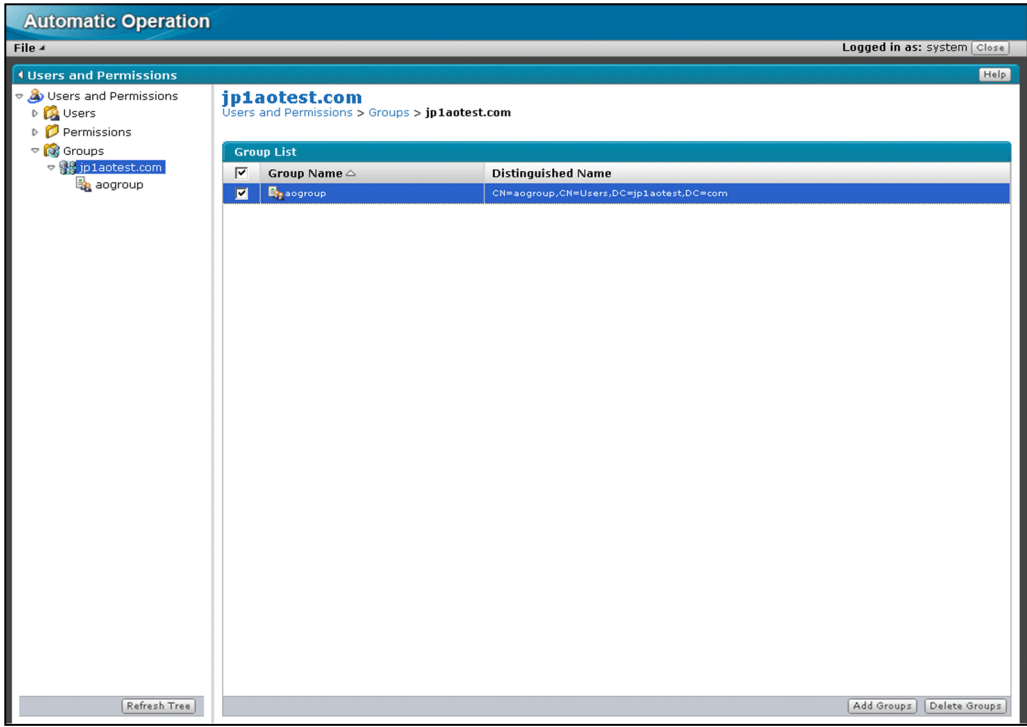 Automatic Operation
File
Logged in as: system Close
Users and Permissions
Help
Users and Permissions
Users
Permissions
Groups
jp1aotest.com
aogroup
jp1aotest.com
Users and Permissions > Groups > jp1aotest.com
Group List
Group Name Distinguished Name
aogroup CN=aogroup,CN=Users,DC=jp1aotest,DC=com
Refresh Tree
Add Groups Delete Groups